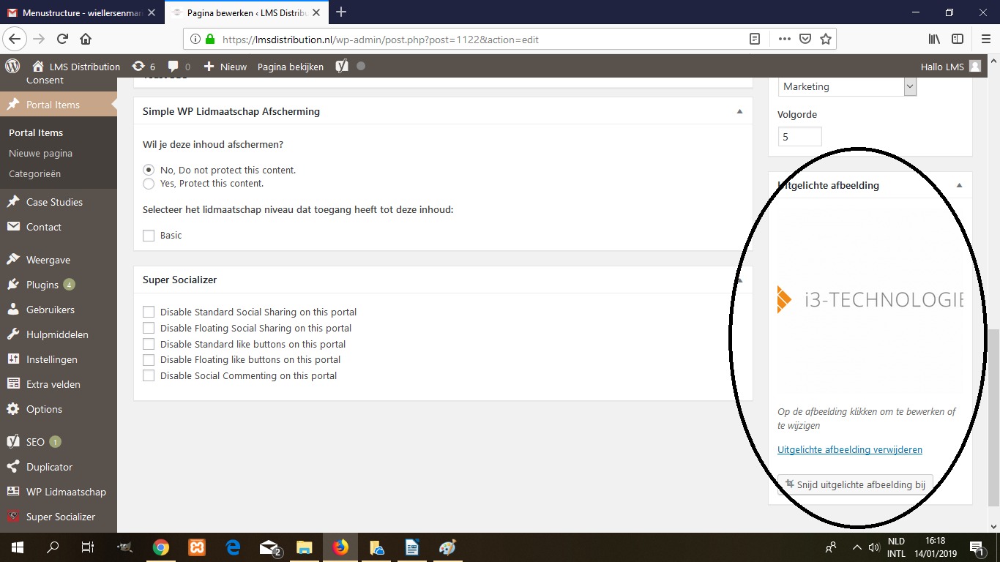 Menustructure - wiellersenmar
Pagina bewerken ‹ LMS Distribu
https://lmsdistribution.nl/wp-admin/post.php?post=1122&action=edit
LMS Distribution
6
0
Nieuw
Pagina bekijken
Hallo LMS
Consent
Portal Items
Portal Items
Nieuwe pagina
Categorieën
Case Studies
Contact
Weergave
Plugins 4
Gebruikers
Hulpmiddelen
Instellingen
Extra velden
Options
SEO 1
Duplicator
WP Lidmaatschap
Super Socializer
Simple WP Lidmaatschap Afscherming
Wil je deze inhoud afschermen?
No, Do not protect this content.
Yes, Protect this content.
Selecteer het lidmaatschap niveau dat toegang heeft tot deze inhoud:
Basic
Super Socializer
Disable Standard Social Sharing on this portal
Disable Floating Social Sharing on this portal
Disable Standard like buttons on this portal
Disable Floating like buttons on this portal
Disable Social Commenting on this portal
Marketing
Volgorde
5
Uitgelichte afbeelding
i3-TECHNOLOGIE
Op de afbeelding klikken om te bewerken of
te wijzigen
Uitgelichte afbeelding verwijderen
Snijd uitgelichte afbeelding bij
2
NLD
INTL
16:18
14/01/2019
1